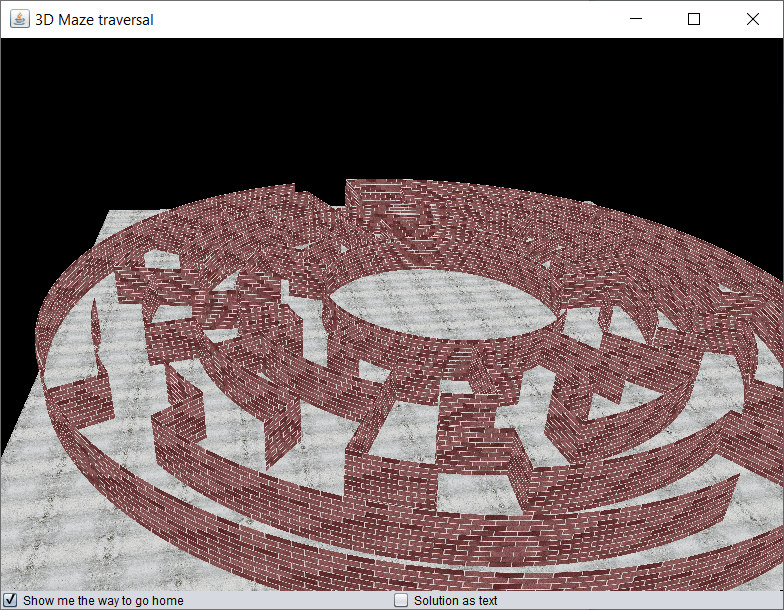 3D Maze traversal
Show me the way to go home
Solution as text